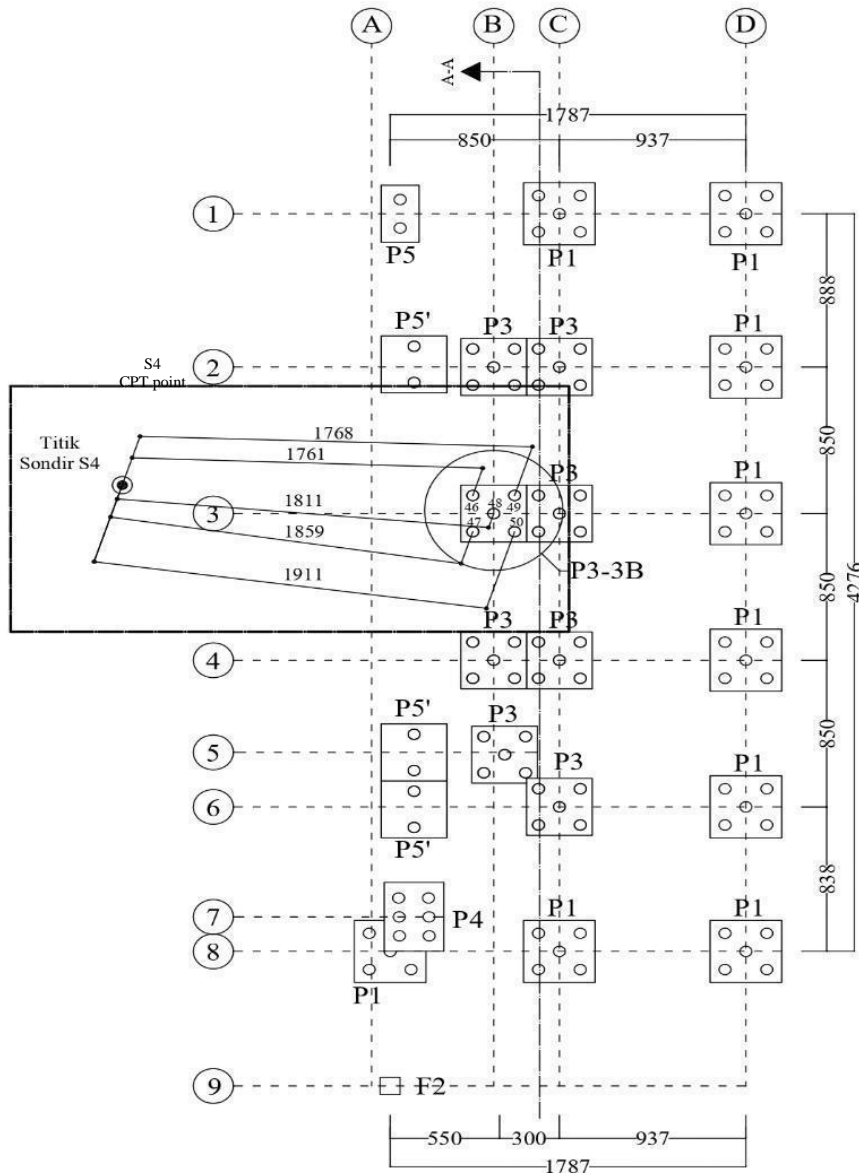 A B C D
A-A
1787
850 937
1
P5 P1 P1
888
P5' P3 P3 P1
2
S4
CPT point
850
1768
Titik
Sondir S4
1761
P3 P1
3
1811
46 48 49
47 50
1859
P3-3B
1911
850
4276
P3 P3 P1
4
850
P5' P3
5
P3 P1
6
P5'
838
7
P4
P1 P1
8
P1
9
F2
550 300 937
1787